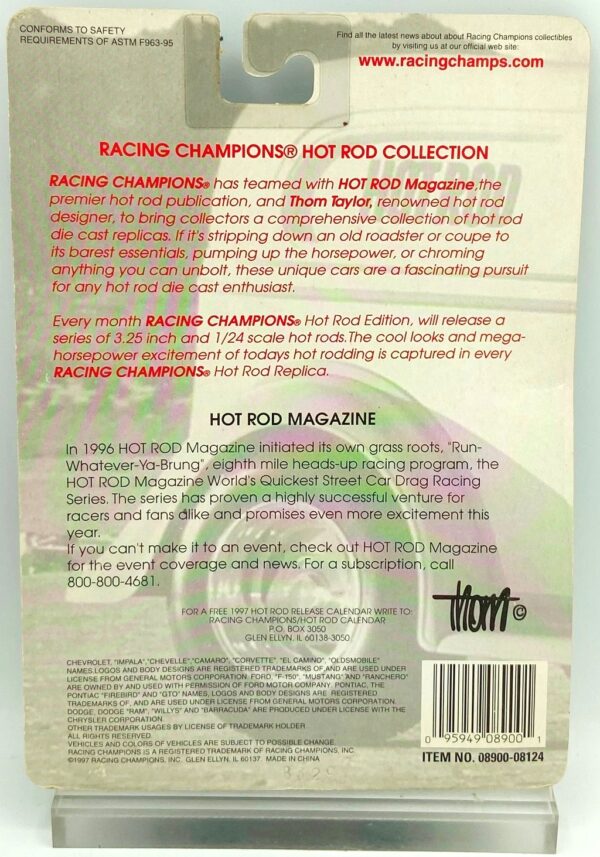 CONFORMS TO SAFETY
REQUIREMENTS OF ASTM F963-95
Find all the latest news about about Racing Champions collectibles
by visiting us at our official web site:
www.racingchamps.com
RACING CHAMPIONS® HOT ROD COLLECTION
RACING CHAMPIONS® has teamed with HOT ROD Magazine,the
premier hot rod publication, and Thom Taylor, renowned hot rod
designer, to bring collectors a comprehensive collection of hot rod
die cast replicas. If it's stripping down an old roadster or coupe to
its barest essentials, pumping up the horsepower, or chroming
anything you can unbolt, these unique cars are a fascinating pursuit
for any hot rod die cast enthusiast.
Every month RACING CHAMPIONS® Hot Rod Edition, will release a
series of 3.25 inch and 1/24 scale hot rods.The cool looks and mega-
horsepower excitement of todays hot rodding is captured in every
RACING CHAMPIONS® Hot Rod Replica.
HOT ROD MAGAZINE
In 1996 HOT ROD Magazine initiated its own grass roots, "Run-
Whatever-Ya-Brung", eighth mile heads-up racing program, the
HOT ROD Magazine World's Quickest Street Car Drag Racing
Series. The series has proven a highly successful venture for
racers and fans alike and promises even more excitement this
year.
If you can't make it to an event, check out HOT ROD Magazine
for the event coverage and news. For a subscription, call
800-800-4681.
Thom ©
FOR A FREE 1997 HOT ROD RELEASE CALENDAR WRITE TO:
RACING CHAMPIONS/HOT ROD CALENDAR
P.O. BOX 3050
GLEN ELLYN, IL 60138-3050
CHEVROLET, "IMPALA", "CHEVELLE", "CAMARO", "CORVETTE", "EL CAMINO", "OLDSMOBILE"
NAMES,LOGOS AND BODY DESIGNS ARE REGISTERED TRADEMARKS OF AND ARE USED UNDER
LICENSE FROM GENERAL MOTORS CORPORATION. FORD, "F-150", "MUSTANG" AND "RANCHERO"
ARE OWNED BY AND USED WITH PERMISSION OF FORD MOTOR COMPANY. PONTIAC, THE
PONTIAC "FIREBIRD" AND "GTO" NAMES, LOGOS AND BODY DESIGNS ARE REGISTERED
TRADEMARKS OF, AND ARE USED UNDER LICENSE FROM GENERAL MOTORS CORPORATION.
DODGE, DODGE "RAM", "WILLYS" AND "BARRACUDA" ARE PRODUCED UNDER LICENSE WITH THE
CHRYSLER CORPORATION
OTHER TRADEMARK USAGES BY LICENSE OF TRADEMARK HOLDER
ALL RIGHTS RESERVED
VEHICLES AND COLORS OF VEHICLES ARE SUBJECT TO POSSIBLE CHANGE
RACING CHAMPIONS IS A REGISTERED TRADEMARK OF RACING CHAMPIONS, INC.
©1997 RACING CHAMPIONS, INC. GLEN ELLYN, IL 60137. MADE IN CHINA
0 95949 08900 1
ITEM NO. 08900-08124